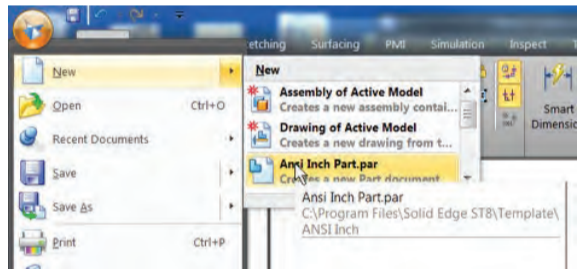 etching Surfacing PMI Simulation Inspect
New
Open Ctrl+O
Recent Documents
Save
Save As
Print Ctrl+P
New
Assembly of Active Model
Creates a new assembly contai...
Drawing of Active Model
Creates a new drawing from t...
Ansi Inch Part.par
Creates a new Part document
Ansi Inch Part.par
C:\Program Files\Solid Edge ST8\Template\
ANSI Inch
Smart
Dimensio